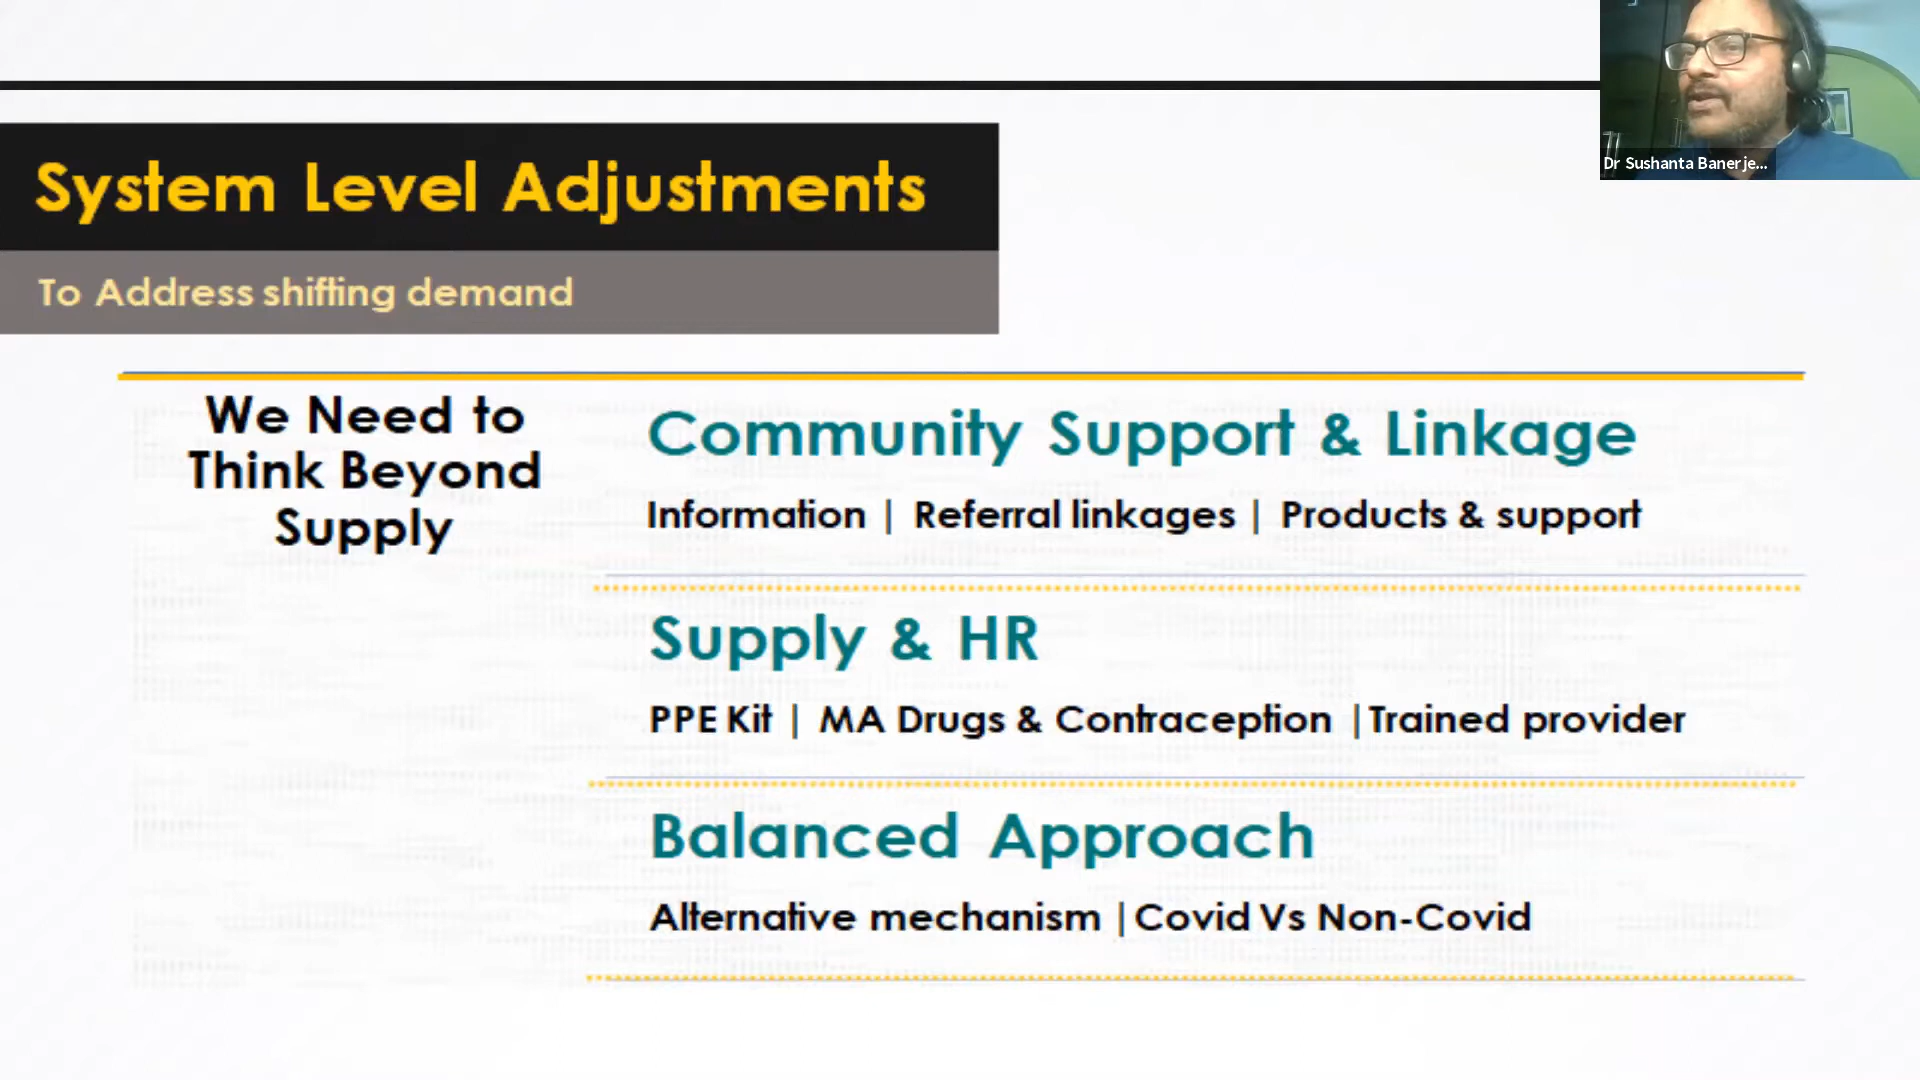 Dr Sushanta Banerje...
System Level Adjustments
To Address shifting demand
We Need to
Think Beyond
Supply
Community Support & Linkage
Information | Referral linkages | Products & support
Supply & HR
PPE Kit | MA Drugs & Contraception |Trained provider
Balanced Approach
Alternative mechanism |Covid Vs Non-Covid